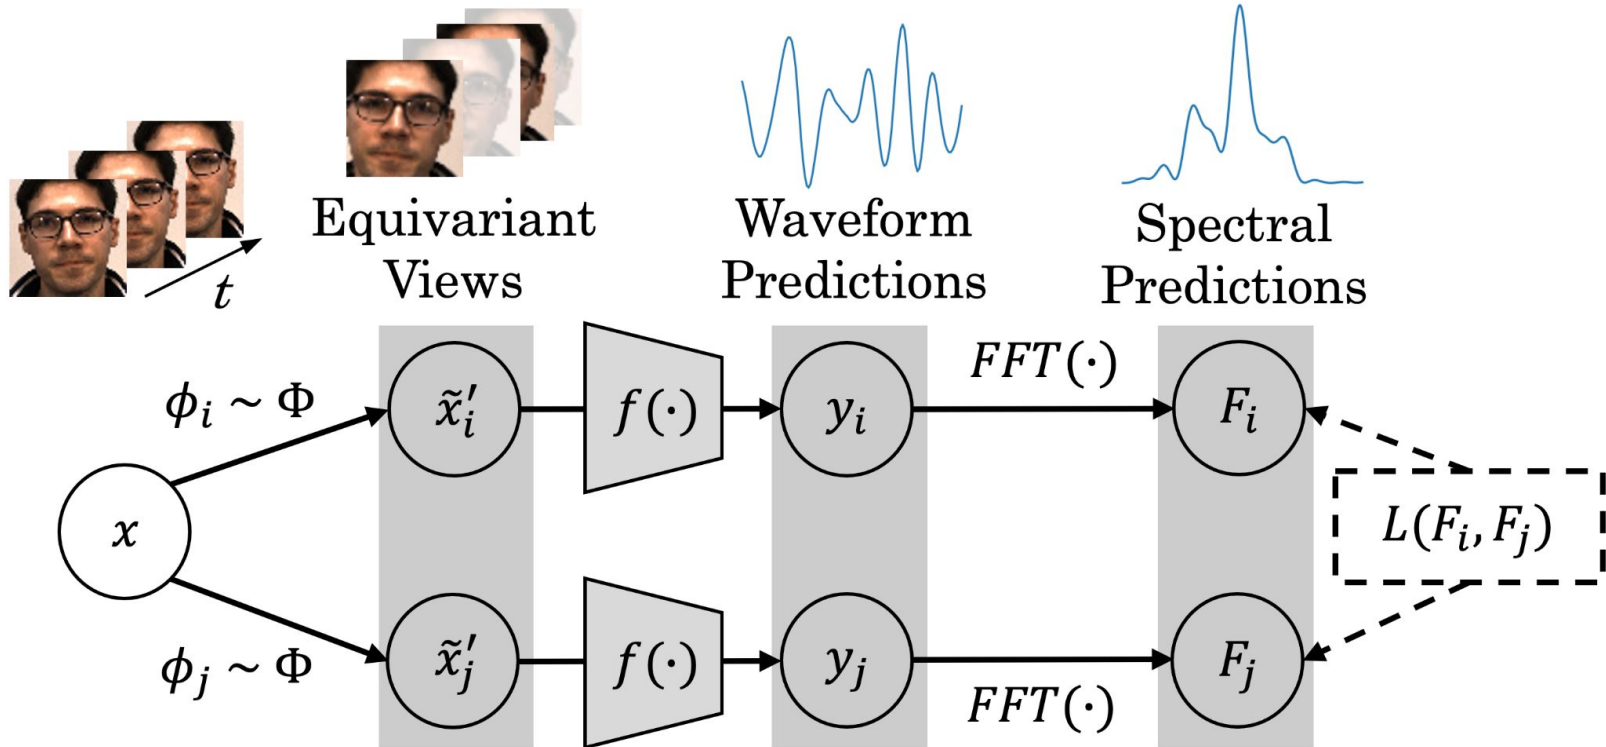 t
Equivariant
Views
Waveform
Predictions
Spectral
Predictions
ϕᵢ ~ Φ
x̃ᵢ′
f(·)
yᵢ
FFT(·)
Fᵢ
x
L(Fᵢ, Fⱼ)
ϕⱼ ~ Φ
x̃ⱼ′
f(·)
yⱼ
FFT(·)
Fⱼ